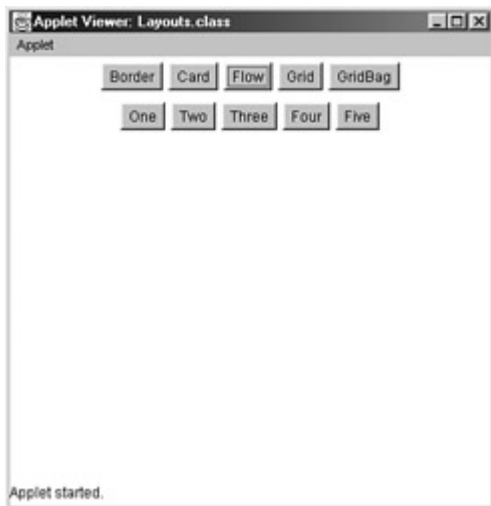 Applet Viewer: Layouts.class
Applet
Border Card Flow Grid GridBag
One Two Three Four Five
Applet started.